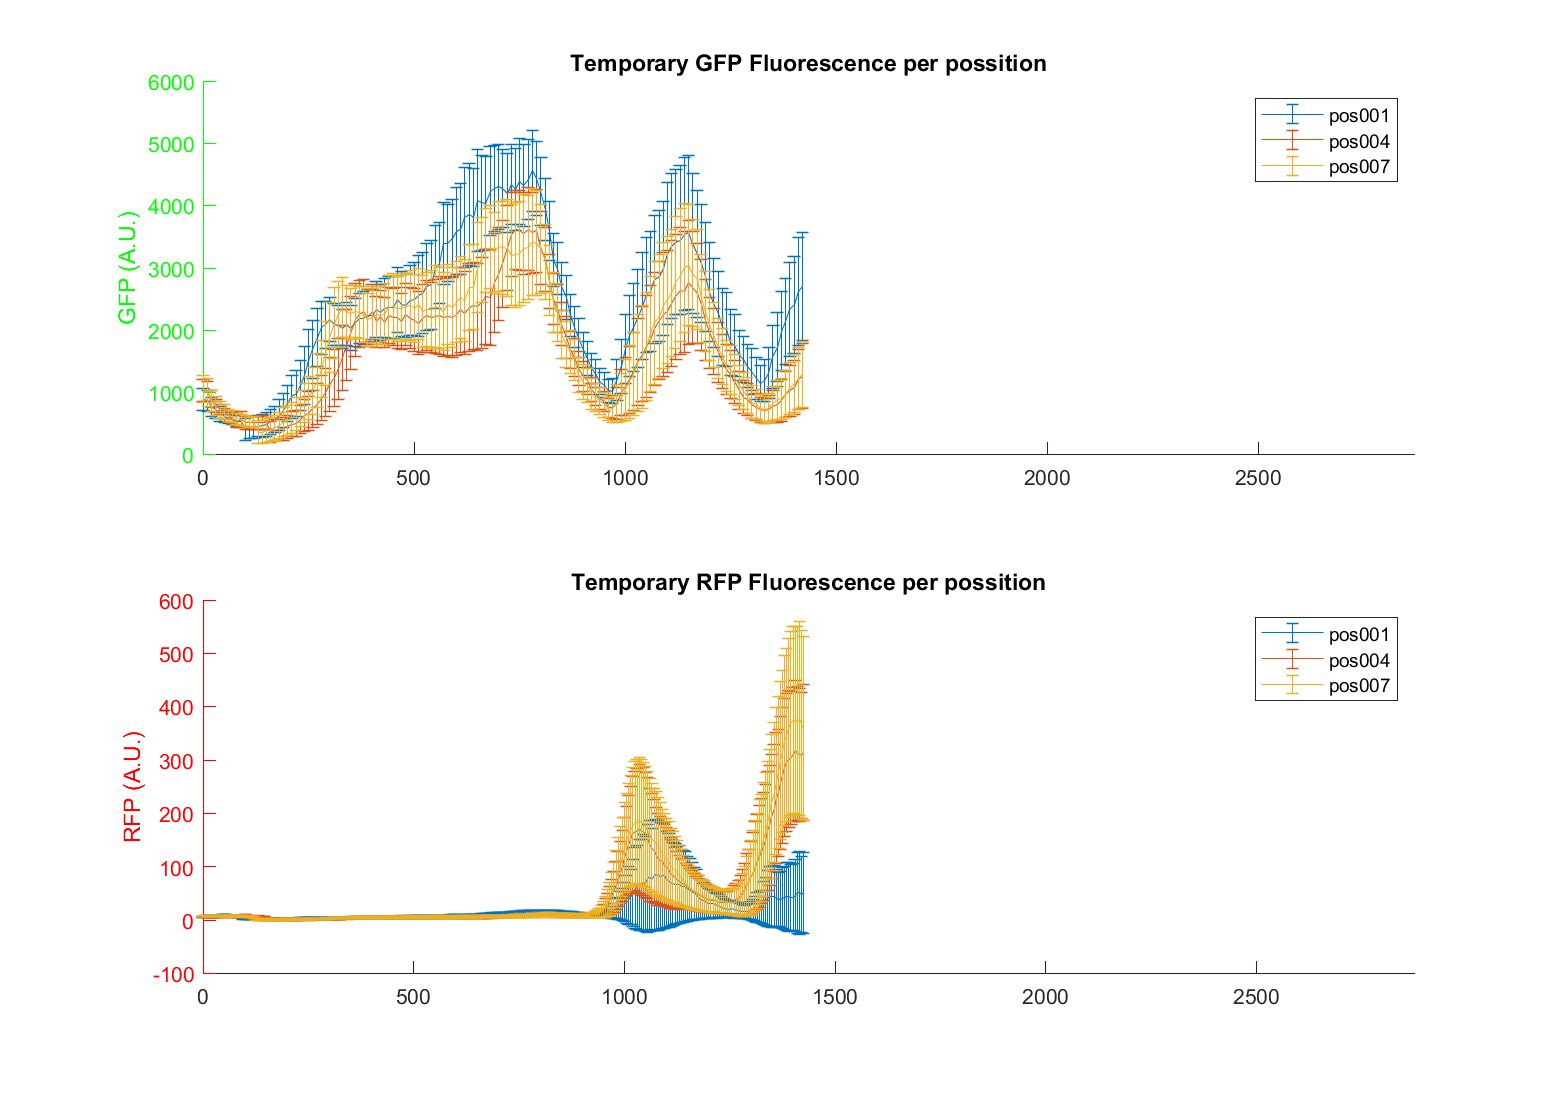 Temporary GFP Fluorescence per possition
6000
5000
4000
3000
2000
1000
0
GFP (A.U.)
0 500 1000 1500 2000 2500
pos001
pos004
pos007
Temporary RFP Fluorescence per possition
600
500
400
300
200
100
0
-100
RFP (A.U.)
0 500 1000 1500 2000 2500
pos001
pos004
pos007